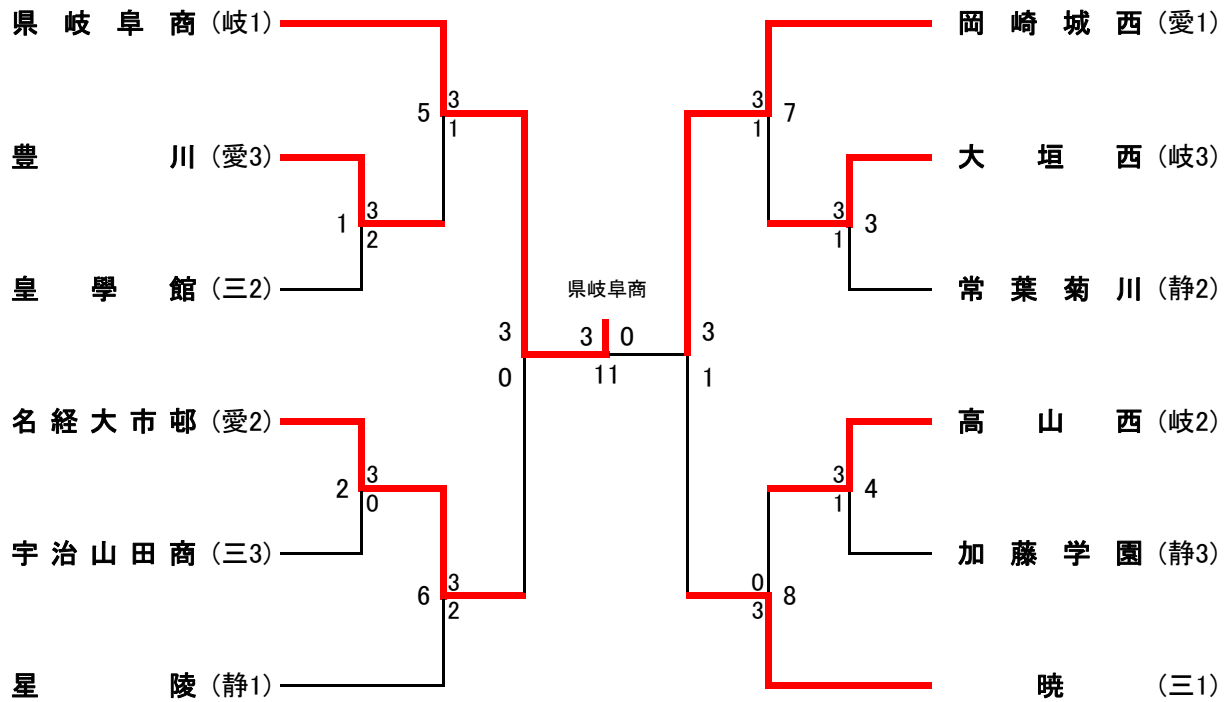 県岐阜商 (岐1)
岡崎城西 (愛1)
5 3
1
3 7
1
豊川 (愛3)
大垣西 (岐3)
1 3
2
3 3
1
皇學館 (三2)
常葉菊川 (静2)
県岐阜商
3 3 0 3
0 11 1
名経大市邨 (愛2)
高山西 (岐2)
2 3
0
3 4
1
宇治山田商 (三3)
加藤学園 (静3)
6 3
2
0 8
3
星陵 (静1)
暁 (三1)